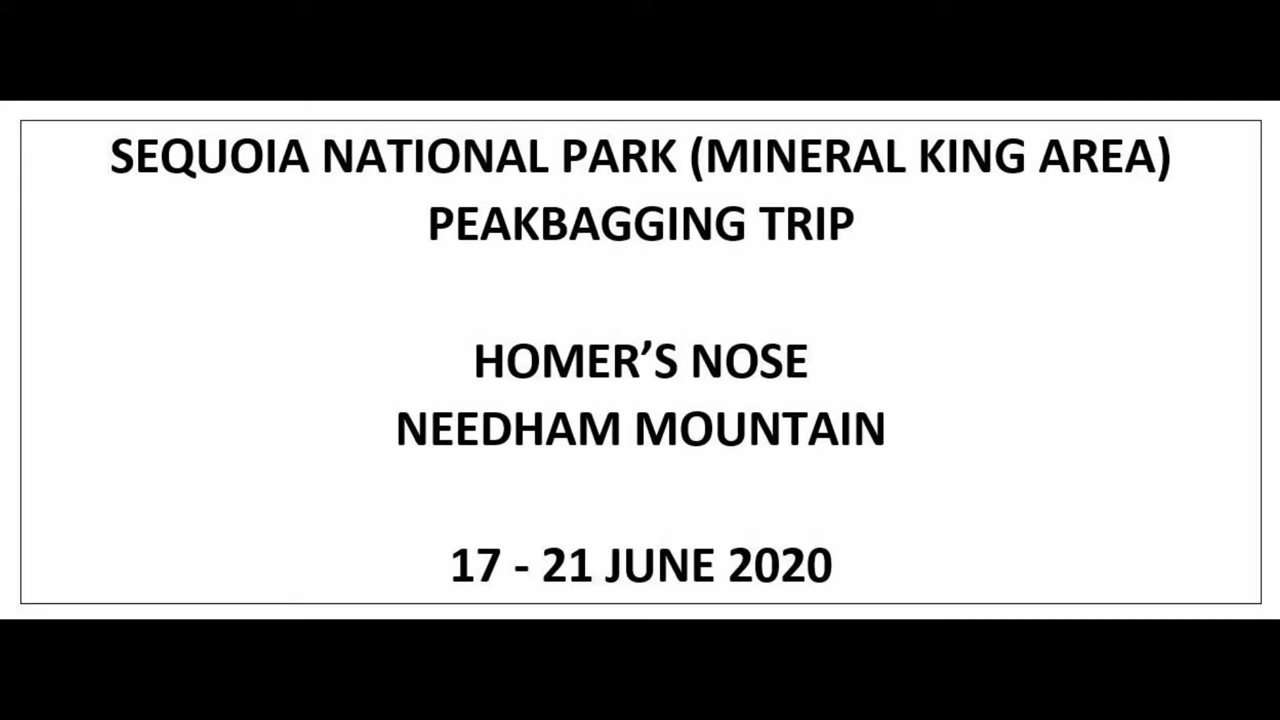 SEQUOIA NATIONAL PARK (MINERAL KING AREA)
PEAKBAGGING TRIP
HOMER’S NOSE
NEEDHAM MOUNTAIN
17 - 21 JUNE 2020